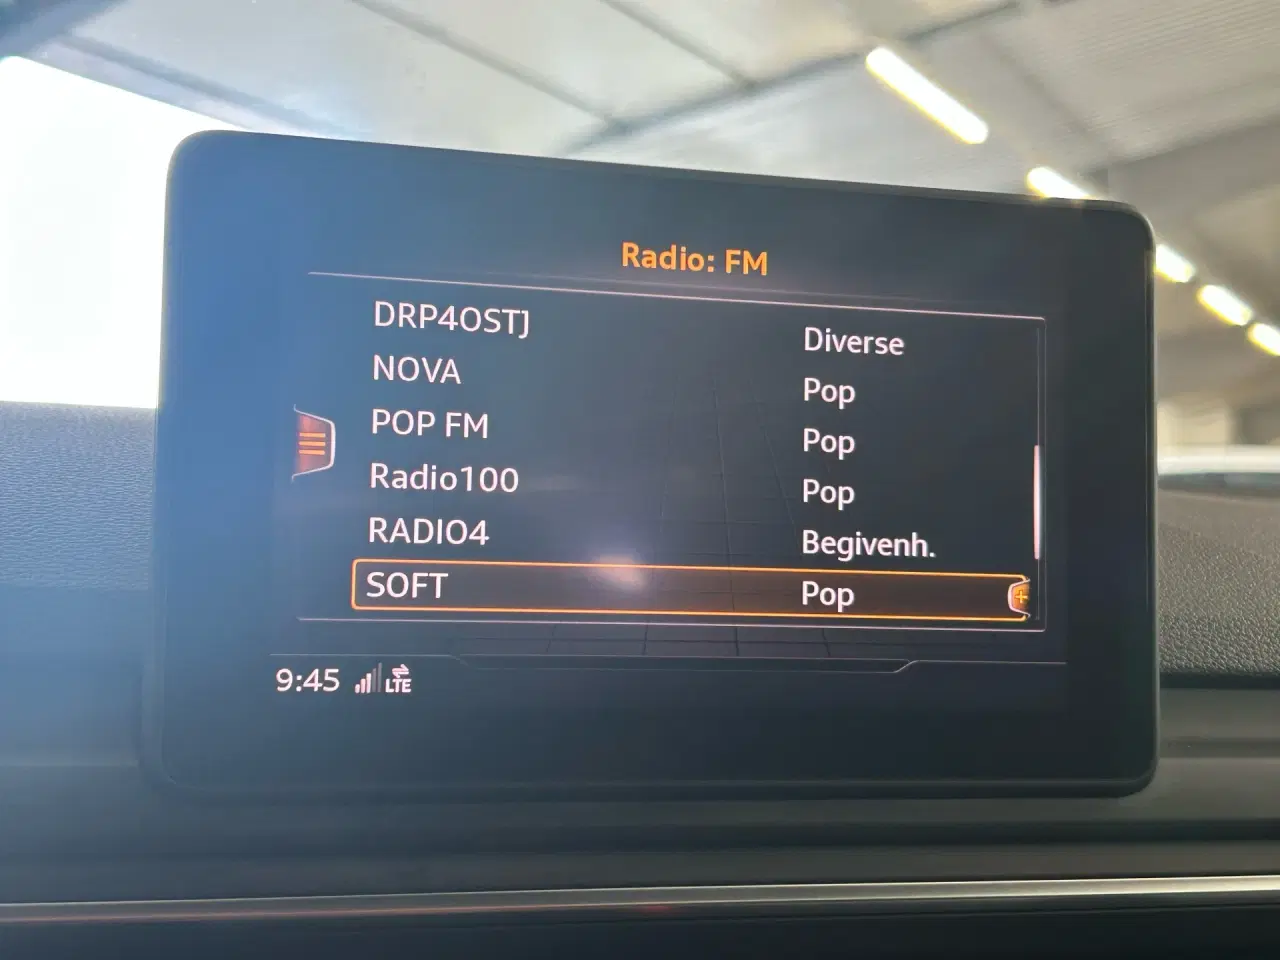 Radio: FM
DRP4OSTJ Diverse
NOVA Pop
POP FM Pop
Radio100 Pop
RADIO4 Begivenh.
SOFT Pop
9:45 LTE